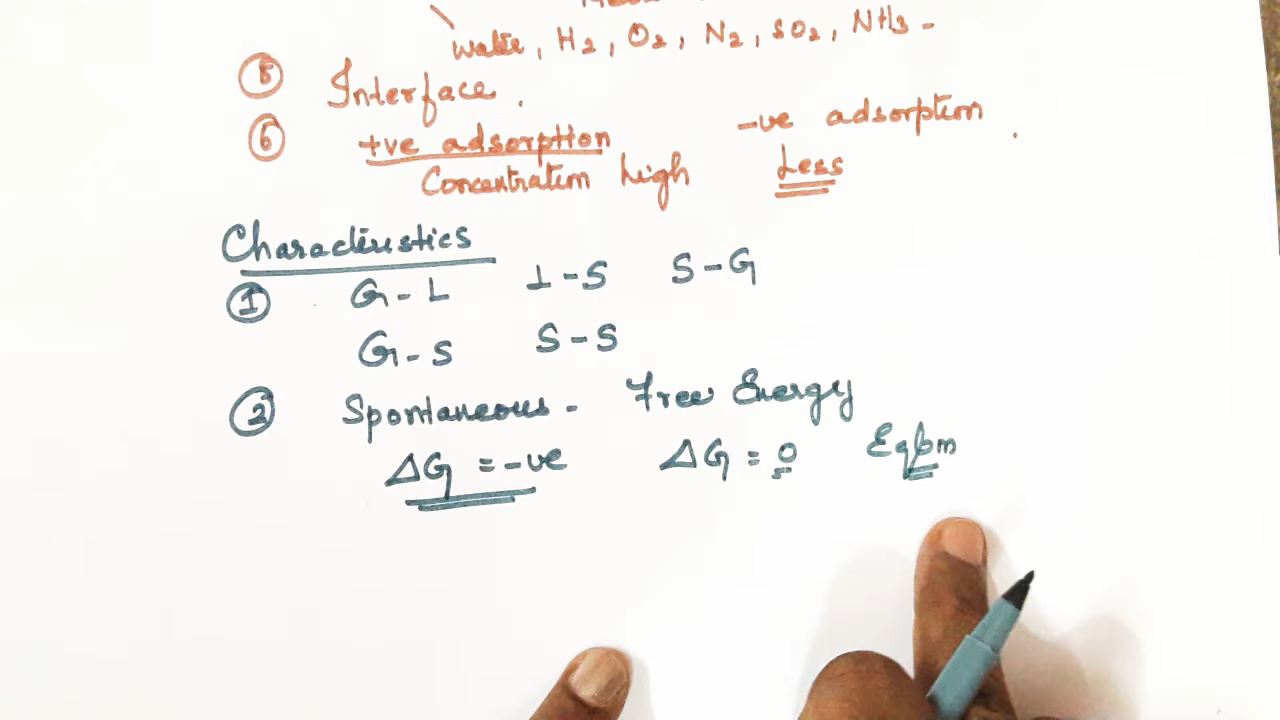 water, H2, O2, N2, SO2, NH3 -
⑤ Interface.
⑥ +ve adsorption -ve adsorption.
Concentration high Less
Characteristics
① G-L L-S S-G
G-S S-S
② Spontaneous - Free Energy
ΔG = -ve ΔG = 0 Eqbm